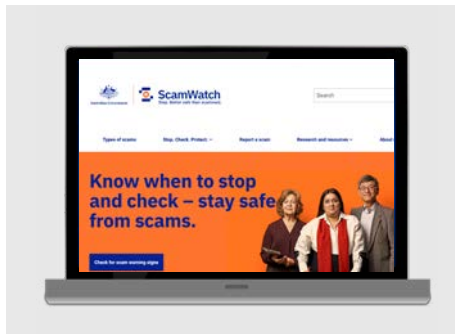 ScamWatch
Stop. Better safe than scammed.
Search
Types of scams
Stop. Check. Protect.
Report a scam
Research and resources
About
Know when to stop
and check – stay safe
from scams.
Check for scam warning signs